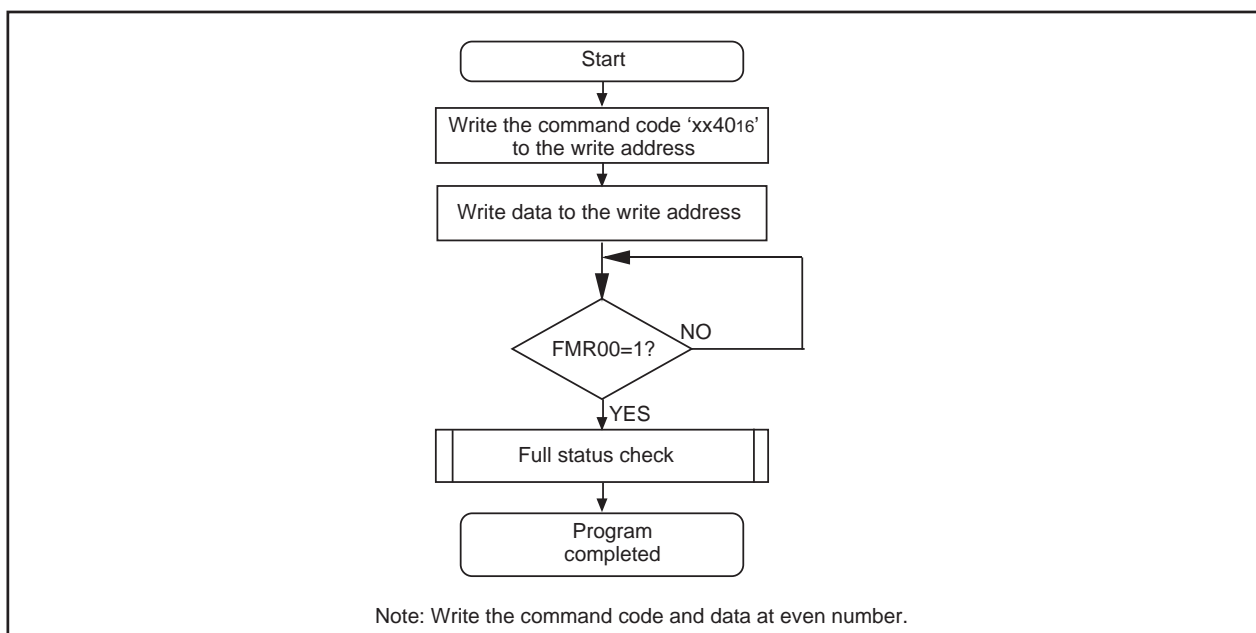 Start
Write the command code ‘xx4016’
to the write address
Write data to the write address
FMR00=1?
NO
YES
Full status check
Program
completed
Note: Write the command code and data at even number.